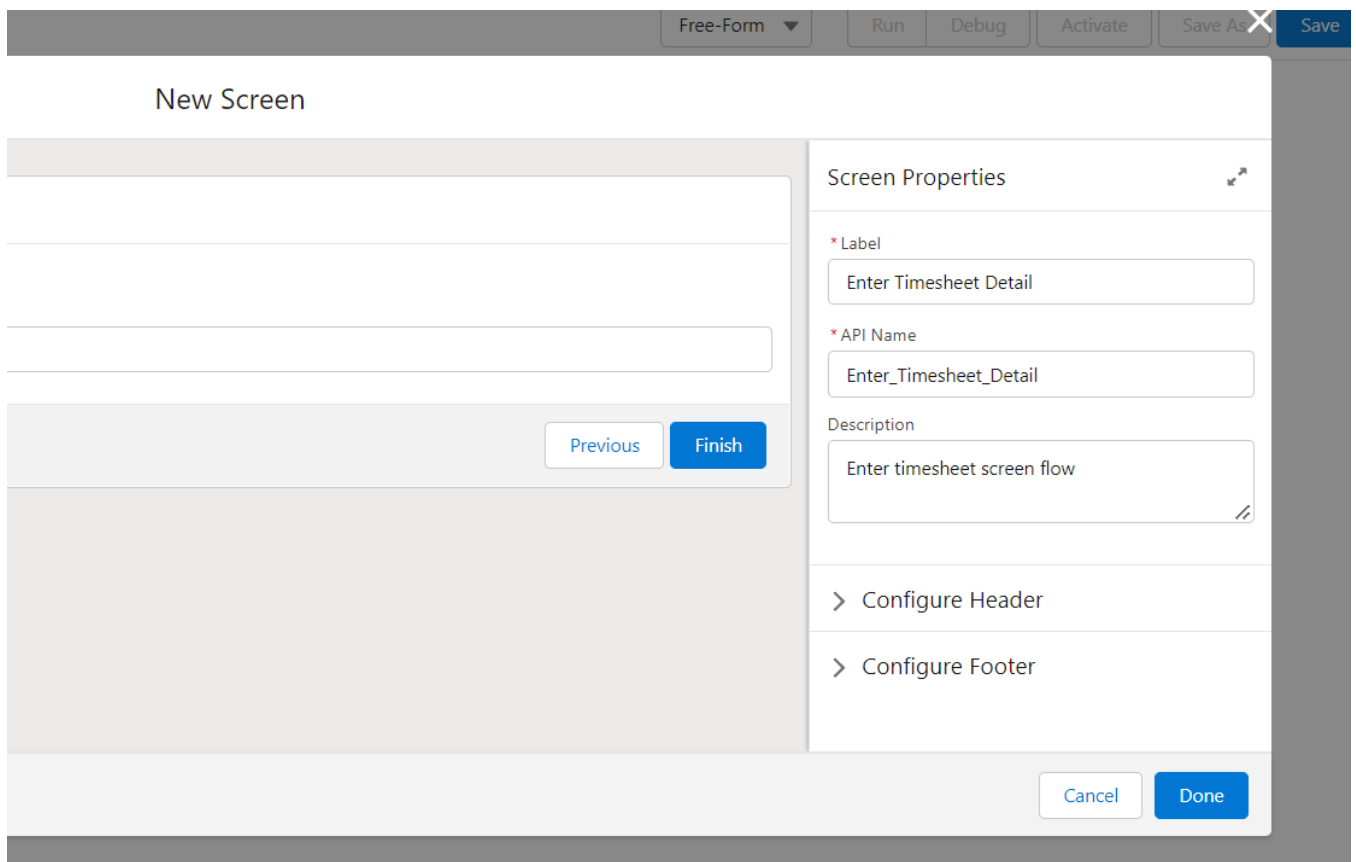 Free-Form Run Debug Activate Save As Save
New Screen
Screen Properties
* Label
Enter Timesheet Detail
* API Name
Enter_Timesheet_Detail
Description
Enter timesheet screen flow
Previous Finish
Configure Header
Configure Footer
Cancel Done